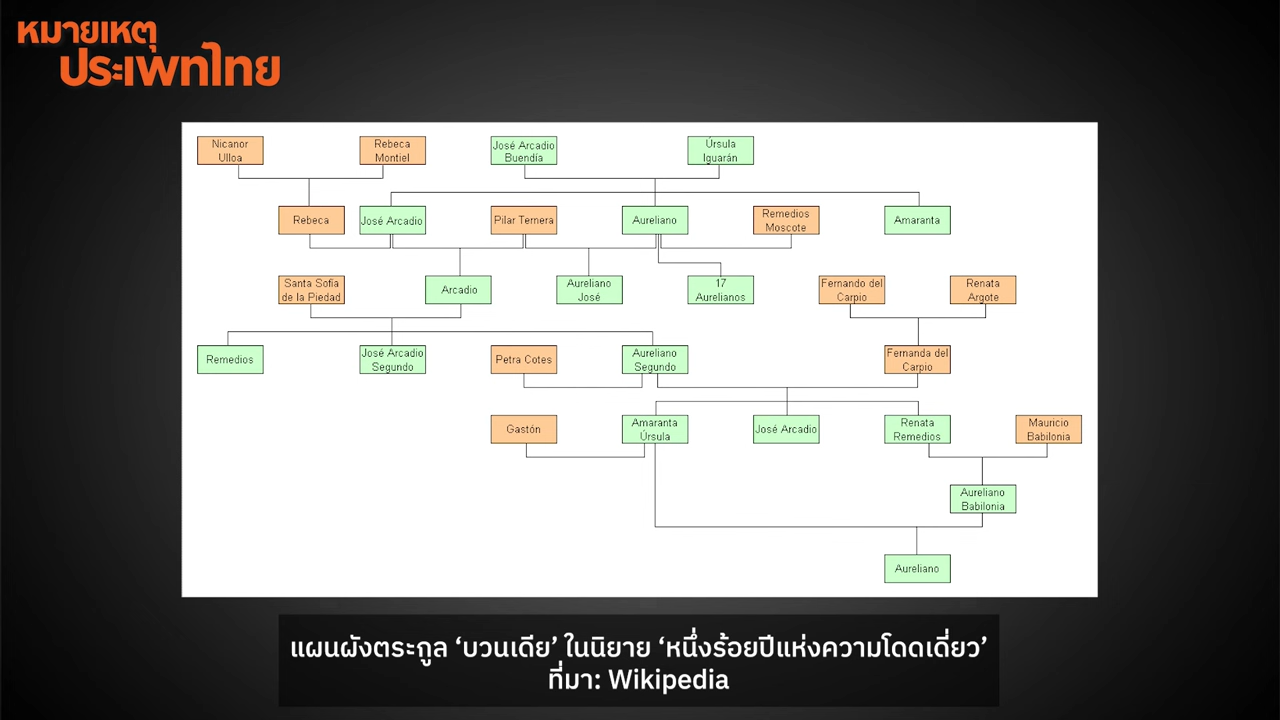 หมายเหตุ
ประเพทไทย
Nicanor
Ulloa
Rebeca
Montiel
José Arcadio
Buendía
Úrsula
Iguarán
Rebeca
José Arcadio
Pilar Ternera
Aureliano
Remedios
Moscote
Amaranta
Santa Sofía
de la Piedad
Arcadio
Aureliano
José
17
Aurelianos
Fernando del
Carpio
Renata
Argote
Remedios
José Arcadio
Segundo
Petra Cotes
Aureliano
Segundo
Fernanda del
Carpio
Gastón
Amaranta
Úrsula
José Arcadio
Renata
Remedios
Mauricio
Babilonia
Aureliano
Babilonia
Aureliano
แผนผังตระกูล ‘บวนเดีย’ ในนิยาย ‘หนึ่งร้อยปีแห่งความโดดเดี่ยว’
ที่มา: Wikipedia